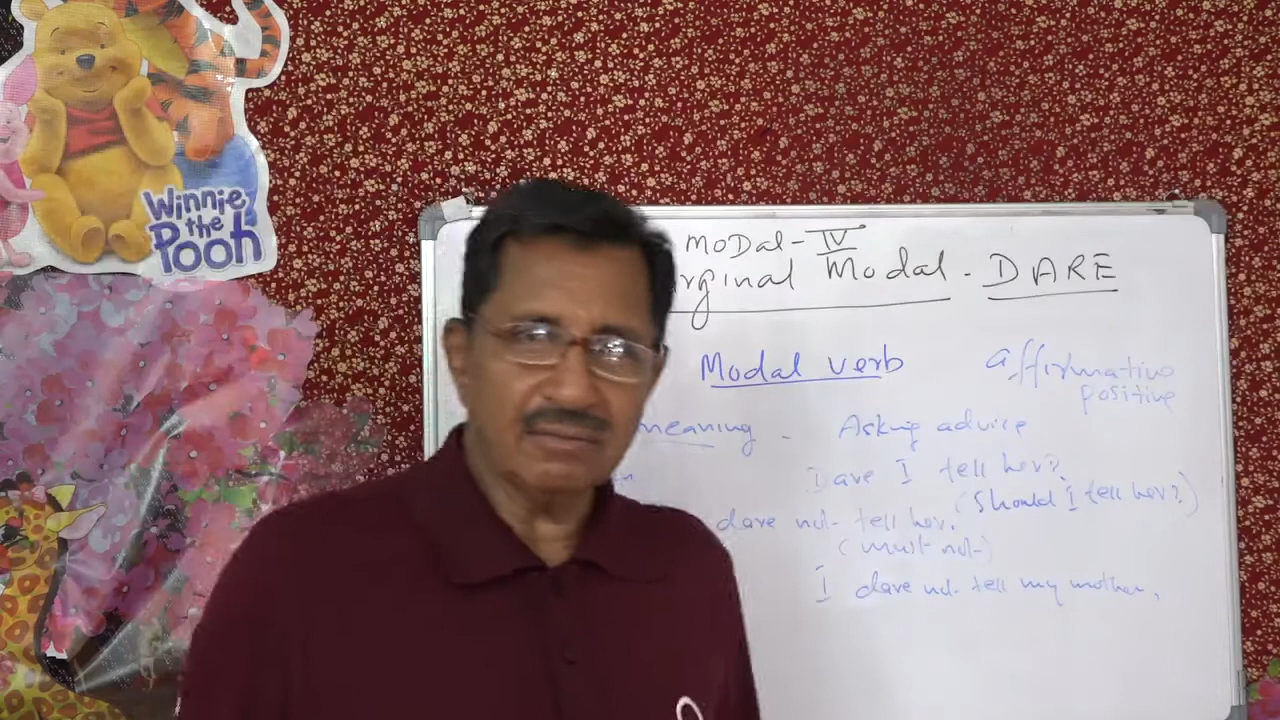 Winnie
the
Pooh
MoDal-IV
rginal Modal - DARE
Modal verb
affirmative
positive
meaning - Asking advice
Dare I tell her?
(Should I tell her?)
dare not tell her.
(must not)
I dare not tell my mother.